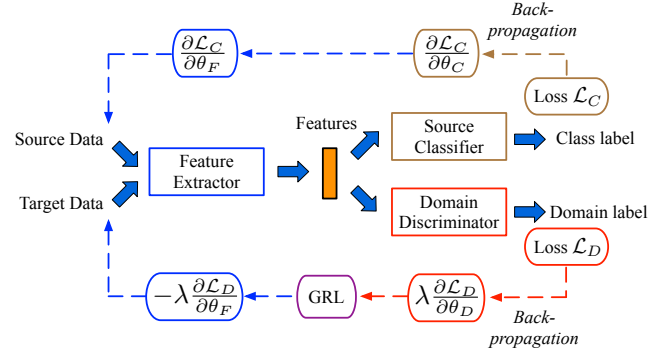 Back-
propagation
∂ℒ_C/∂θ_F
∂ℒ_C/∂θ_C
Loss ℒ_C
Features
Source Data
Source
Classifier
Class label
Feature
Extractor
Target Data
Domain
Discriminator
Domain label
Loss ℒ_D
−λ ∂ℒ_D/∂θ_F
GRL
λ ∂ℒ_D/∂θ_D
Back-
propagation